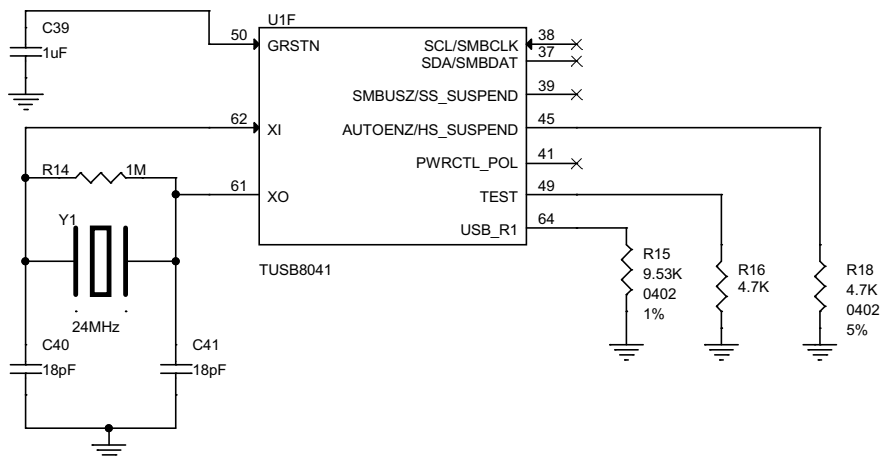 U1F
C39
1uF
50
GRSTN
SCL/SMBCLK
38
SDA/SMBDAT
37
SMBUSZ/SS_SUSPEND
39
62
XI
AUTOENZ/HS_SUSPEND
45
PWRCTL_POL
41
R14
1M
61
XO
TEST
49
USB_R1
64
Y1
TUSB8041
24MHz
R15
9.53K
0402
1%
R16
4.7K
R18
4.7K
0402
5%
C40
18pF
C41
18pF